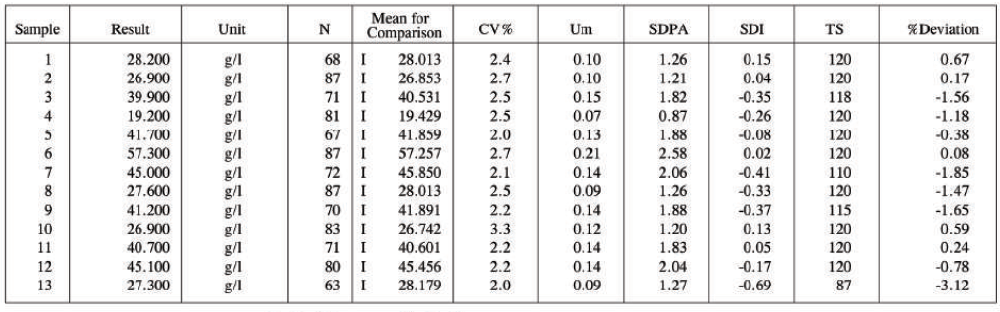 Sample Result Unit N Mean for Comparison CV% Um SDPA SDI TS %Deviation
1 28.200 g/l 68 I 28.013 2.4 0.10 1.26 0.15 120 0.67
2 26.900 g/l 87 I 26.853 2.7 0.10 1.21 0.04 120 0.17
3 39.900 g/l 71 I 40.531 2.5 0.15 1.82 -0.35 118 -1.56
4 19.200 g/l 81 I 19.429 2.5 0.07 0.87 -0.26 120 -1.18
5 41.700 g/l 67 I 41.859 2.0 0.13 1.88 -0.08 120 -0.38
6 57.300 g/l 87 I 57.257 2.7 0.21 2.58 0.02 120 0.08
7 45.000 g/l 72 I 45.850 2.1 0.14 2.06 -0.41 110 -1.85
8 27.600 g/l 87 I 28.013 2.5 0.09 1.26 -0.33 120 -1.47
9 41.200 g/l 70 I 41.891 2.2 0.14 1.88 -0.37 115 -1.65
10 26.900 g/l 83 I 26.742 3.3 0.12 1.20 0.13 120 0.59
11 40.700 g/l 71 I 40.601 2.2 0.14 1.83 0.05 120 0.24
12 45.100 g/l 80 I 45.456 2.2 0.14 2.04 -0.17 120 -0.78
13 27.300 g/l 63 I 28.179 2.0 0.09 1.27 -0.69 87 -3.12